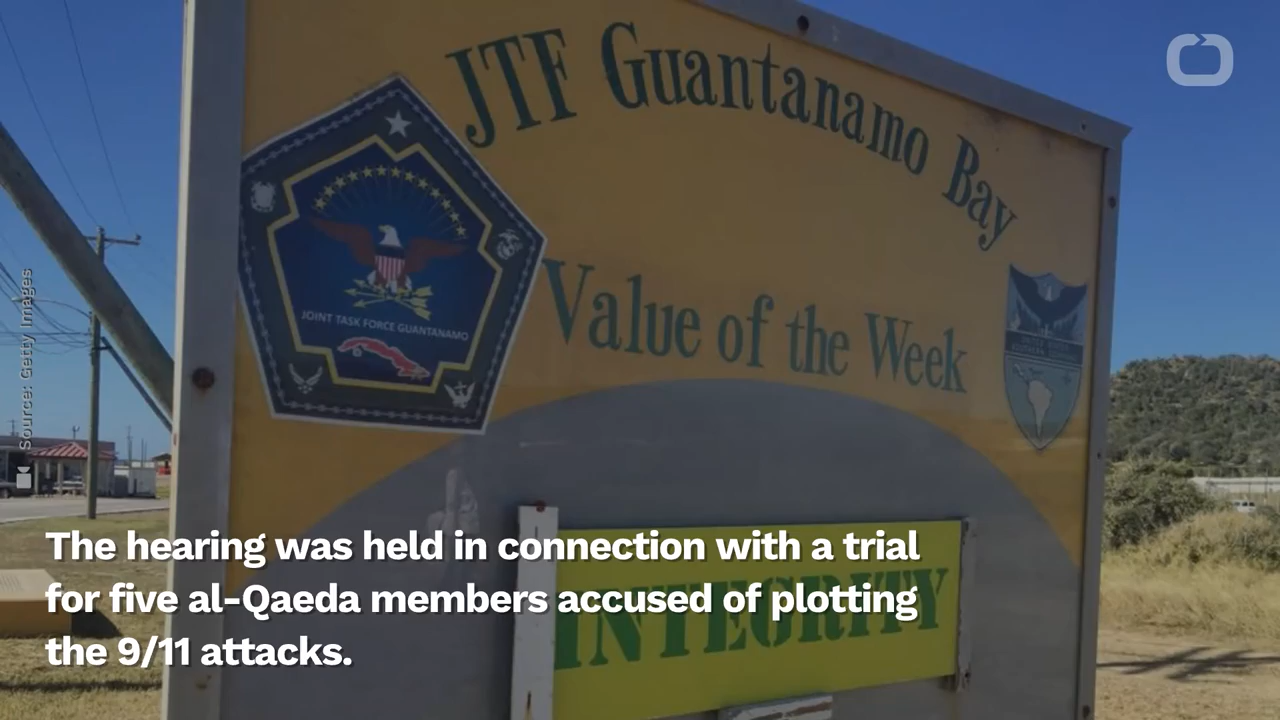 JTF Guantanamo Bay
JOINT TASK FORCE GUANTANAMO
Value of the Week
INTEGRITY
The hearing was held in connection with a trial
for five al-Qaeda members accused of plotting
the 9/11 attacks.
Source: Getty Images